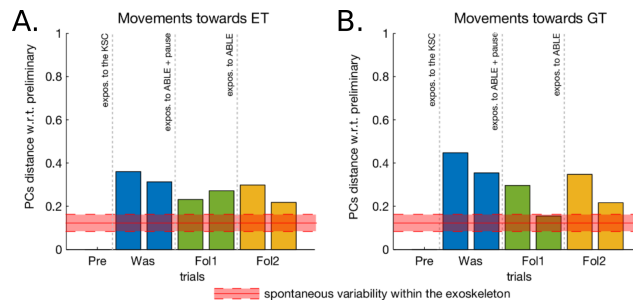 A.
Movements towards ET
PCs distance w.r.t. preliminary
1
0.8
0.6
0.4
0.2
0
expos. to the KSC
expos. to ABLE + pause
expos. to ABLE
Pre Was Fol1 Fol2
trials
B.
Movements towards GT
PCs distance w.r.t. preliminary
1
0.8
0.6
0.4
0.2
0
expos. to the KSC
expos. to ABLE + pause
expos. to ABLE
Pre Was Fol1 Fol2
trials
spontaneous variability within the exoskeleton